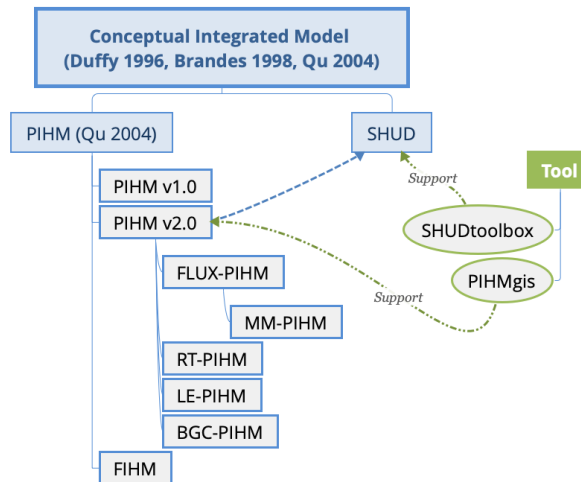 Conceptual Integrated Model
(Duffy 1996, Brandes 1998, Qu 2004)
PIHM (Qu 2004)
SHUD
Tool
Support
PIHM v1.0
PIHM v2.0
SHUDtoolbox
FLUX-PIHM
PIHMgis
Support
MM-PIHM
RT-PIHM
LE-PIHM
BGC-PIHM
FIHM